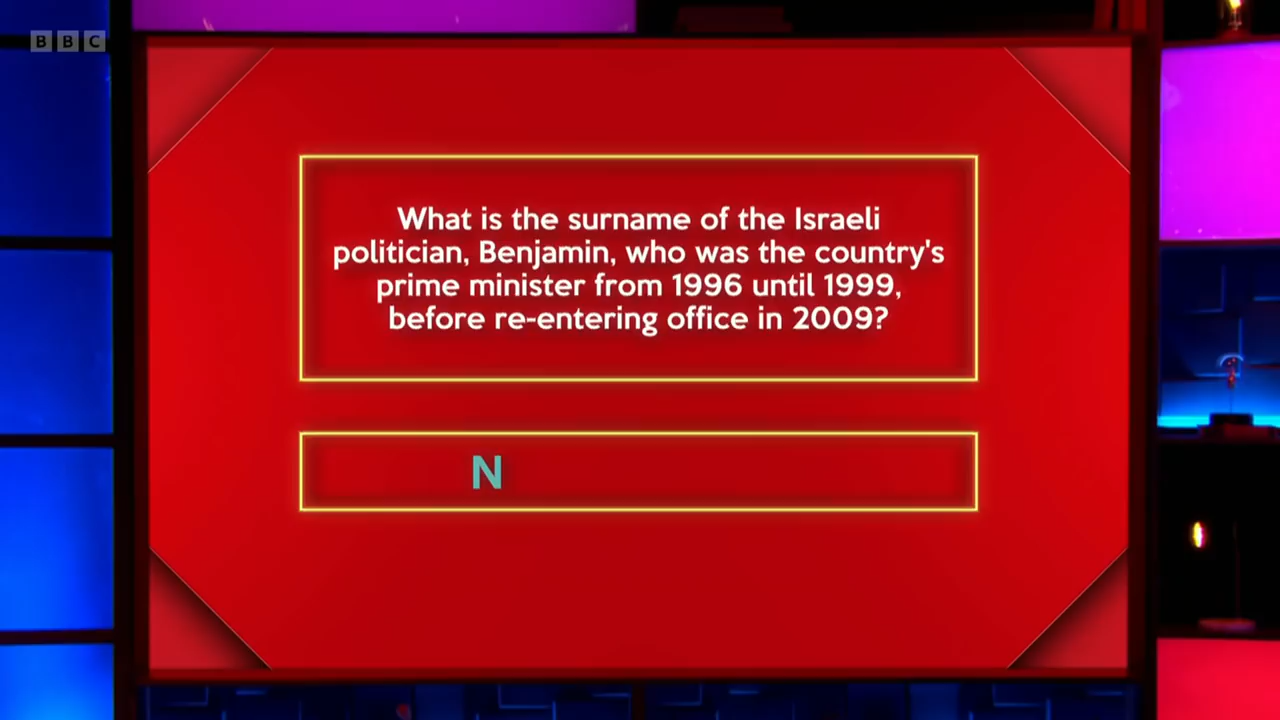 BBC
What is the surname of the Israeli
politician, Benjamin, who was the country's
prime minister from 1996 until 1999,
before re-entering office in 2009?
N